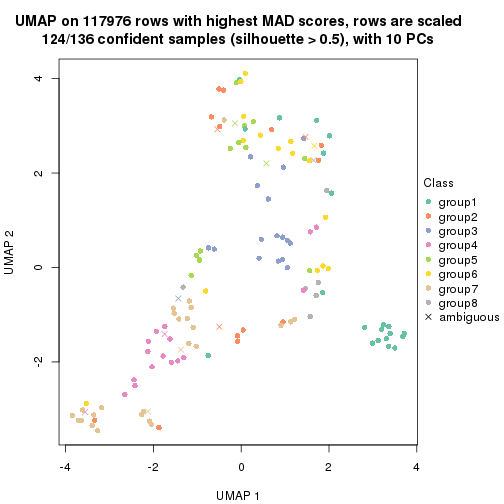 UMAP on 117976 rows with highest MAD scores, rows are scaled
124/136 confident samples (silhouette > 0.5), with 10 PCs
4
2
0
-2
UMAP 2
-4
-2
0
2
4
UMAP 1
Class
group1
group2
group3
group4
group5
group6
group7
group8
ambiguous